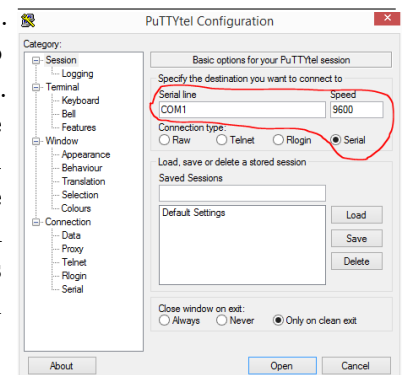 PuTTYtel Configuration
Category:
Session
Logging
Terminal
Keyboard
Bell
Features
Window
Appearance
Behaviour
Translation
Selection
Colours
Connection
Data
Proxy
Telnet
Rlogin
Serial
Basic options for your PuTTYtel session
Specify the destination you want to connect to
Serial line Speed
COM1 9600
Connection type:
Raw Telnet Rlogin Serial
Load, save or delete a stored session
Saved Sessions
Default Settings
Load
Save
Delete
Close window on exit:
Always Never Only on clean exit
About Open Cancel